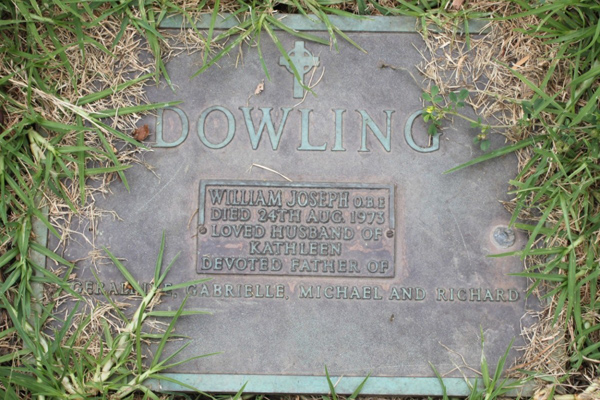 DOWLING
WILLIAM JOSEPH O.B.E
DIED 24TH AUG. 1973
LOVED HUSBAND OF
KATHLEEN
DEVOTED FATHER OF
GABRIELLE, MICHAEL AND RICHARD